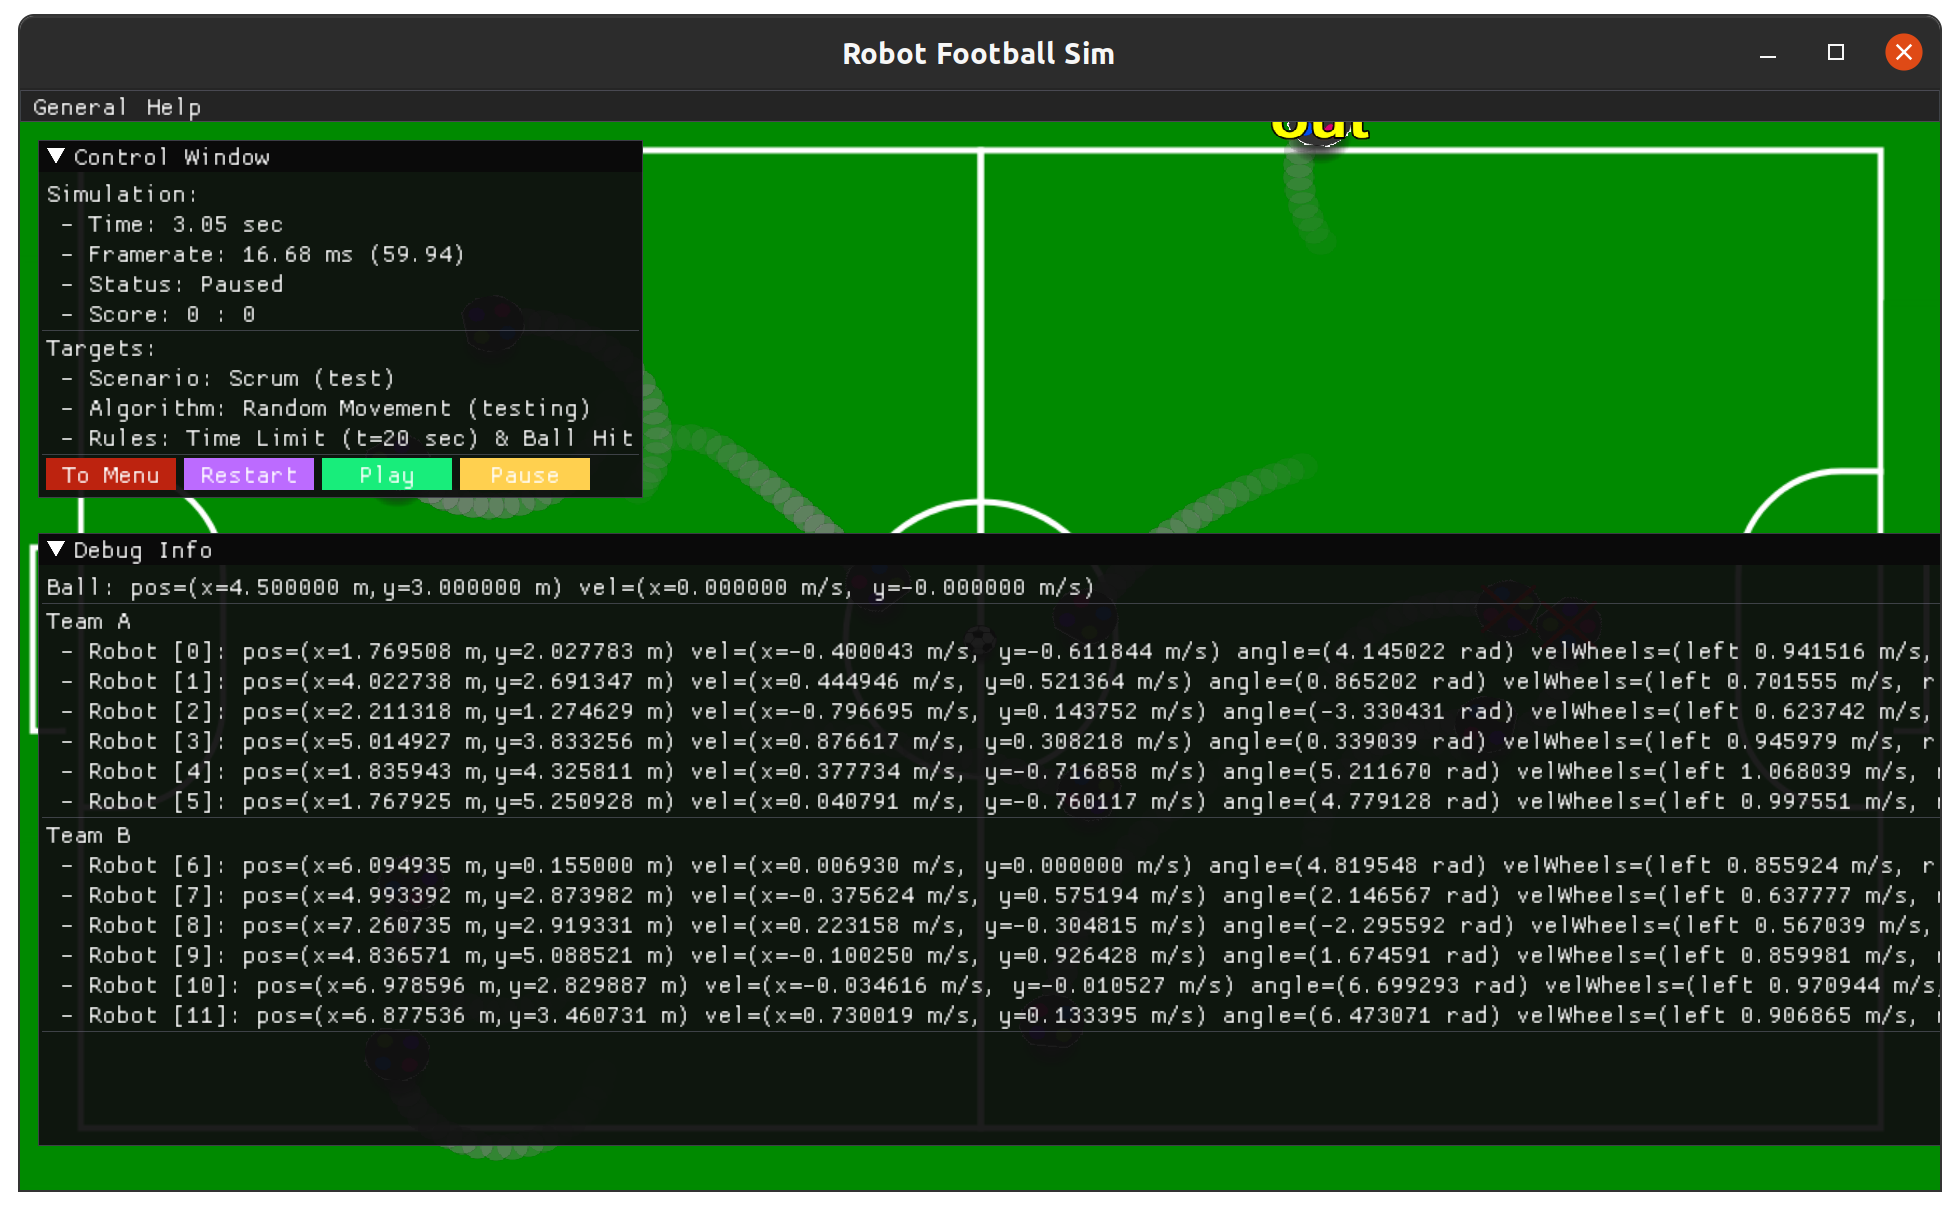 Robot Football Sim
General Help
out
Control Window
Simulation:
- Time: 3.05 sec
- Framerate: 16.68 ms (59.94)
- Status: Paused
- Score: 0 : 0
Targets:
- Scenario: Scrum (test)
- Algorithm: Random Movement (testing)
- Rules: Time Limit (t=20 sec) & Ball Hit
To Menu Restart Play Pause
Debug Info
Ball: pos=(x=4.500000 m,y=3.000000 m) vel=(x=0.000000 m/s, y=-0.000000 m/s)
Team A
- Robot [0]: pos=(x=1.769508 m,y=2.027783 m) vel=(x=-0.400043 m/s, y=-0.611844 m/s) angle=(4.145022 rad) velWheels=(left 0.941516 m/s,
- Robot [1]: pos=(x=4.022738 m,y=2.691347 m) vel=(x=0.444946 m/s, y=0.521364 m/s) angle=(0.865202 rad) velWheels=(left 0.701555 m/s, r
- Robot [2]: pos=(x=2.211318 m,y=1.274629 m) vel=(x=-0.796695 m/s, y=0.143752 m/s) angle=(-3.330431 rad) velWheels=(left 0.623742 m/s,
- Robot [3]: pos=(x=5.014927 m,y=3.833256 m) vel=(x=0.876617 m/s, y=0.308218 m/s) angle=(0.339039 rad) velWheels=(left 0.945979 m/s, r
- Robot [4]: pos=(x=1.835943 m,y=4.325811 m) vel=(x=0.377734 m/s, y=-0.716858 m/s) angle=(5.211670 rad) velWheels=(left 1.068039 m/s,
- Robot [5]: pos=(x=1.767925 m,y=5.250928 m) vel=(x=0.040791 m/s, y=-0.760117 m/s) angle=(4.779128 rad) velWheels=(left 0.997551 m/s,
Team B
- Robot [6]: pos=(x=6.094935 m,y=0.155000 m) vel=(x=0.006930 m/s, y=0.000000 m/s) angle=(4.819548 rad) velWheels=(left 0.855924 m/s, r
- Robot [7]: pos=(x=4.993392 m,y=2.873982 m) vel=(x=-0.375624 m/s, y=0.575194 m/s) angle=(2.146567 rad) velWheels=(left 0.637777 m/s,
- Robot [8]: pos=(x=7.260735 m,y=2.919331 m) vel=(x=0.223158 m/s, y=-0.304815 m/s) angle=(-2.295592 rad) velWheels=(left 0.567039 m/s,
- Robot [9]: pos=(x=4.836571 m,y=5.088521 m) vel=(x=-0.100250 m/s, y=0.926428 m/s) angle=(1.674591 rad) velWheels=(left 0.859981 m/s,
- Robot [10]: pos=(x=6.978596 m,y=2.829887 m) vel=(x=-0.034616 m/s, y=-0.010527 m/s) angle=(6.699293 rad) velWheels=(left 0.970944 m/s,
- Robot [11]: pos=(x=6.877536 m,y=3.460731 m) vel=(x=0.730019 m/s, y=0.133395 m/s) angle=(6.473071 rad) velWheels=(left 0.906865 m/s,